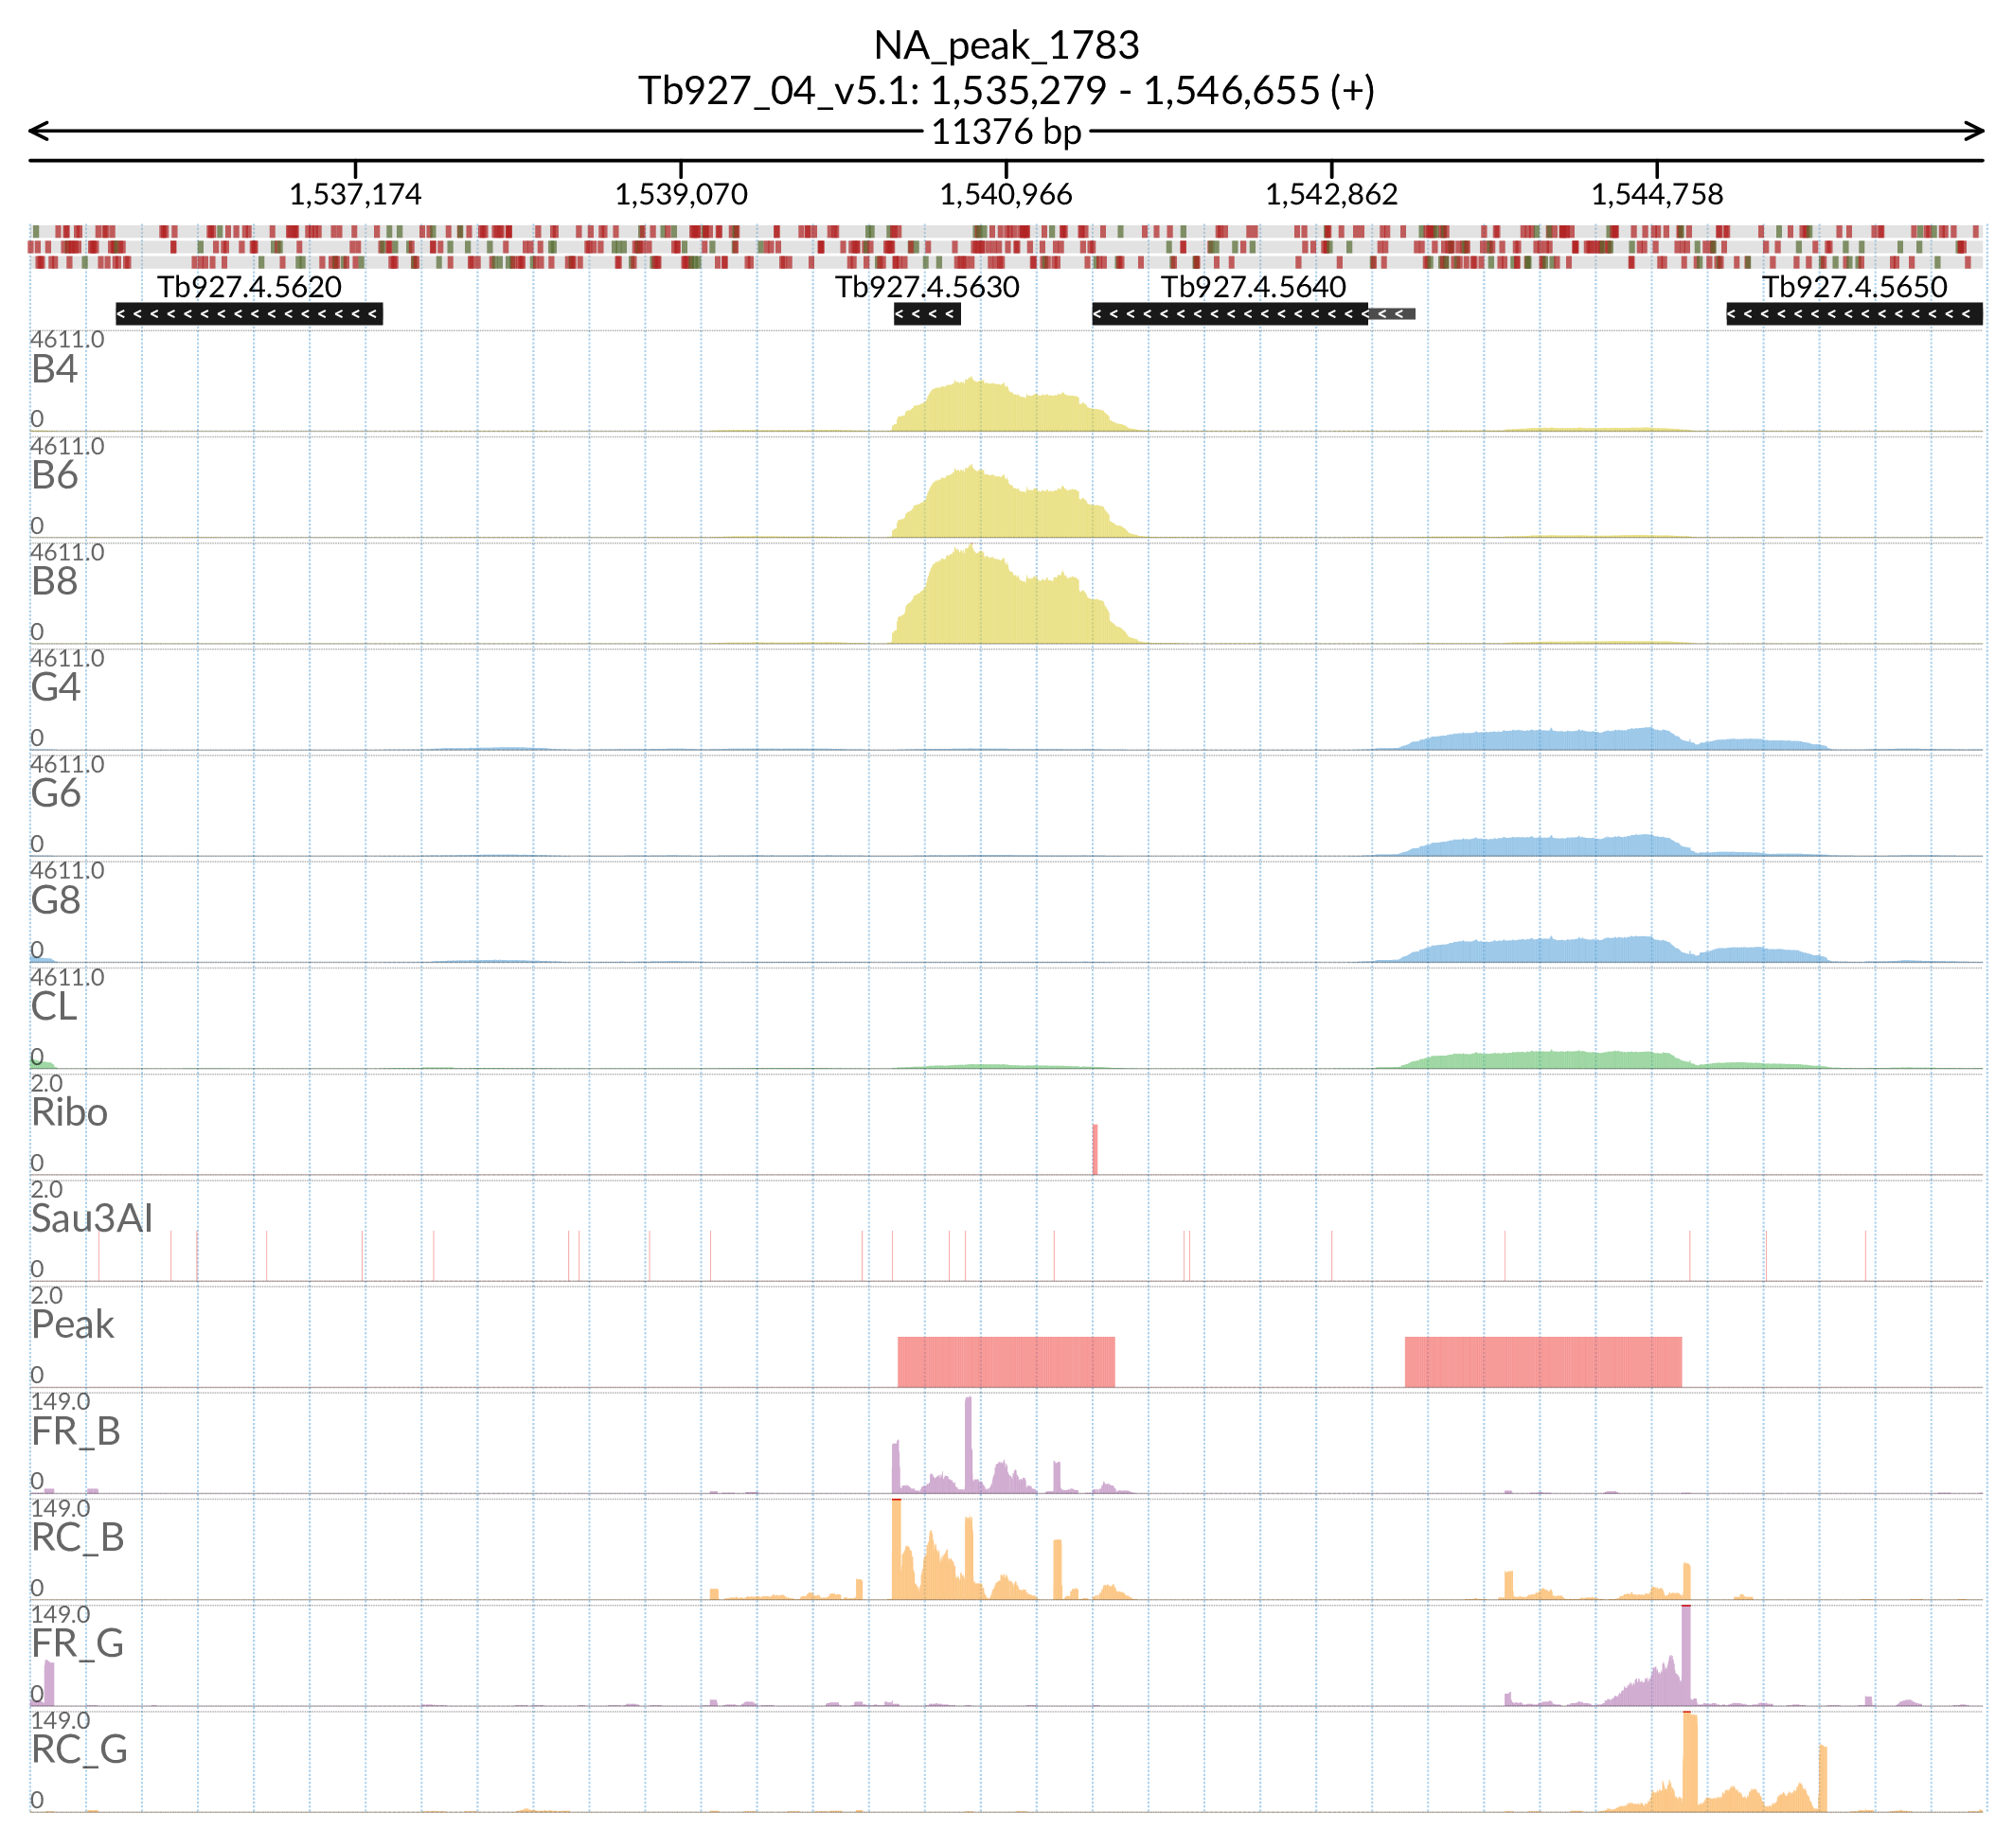 NA_peak_1783
Tb927_04_v5.1: 1,535,279 - 1,546,655 (+)
11376 bp
1,537,174 1,539,070 1,540,966 1,542,862 1,544,758
Tb927.4.5620 Tb927.4.5630 Tb927.4.5640 Tb927.4.5650
4611.0
B4
0
4611.0
B6
0
4611.0
B8
0
4611.0
G4
0
4611.0
G6
0
4611.0
G8
0
4611.0
CL
0
2.0
Ribo
0
2.0
Sau3AI
0
2.0
Peak
0
149.0
FR_B
0
149.0
RC_B
0
149.0
FR_G
0
149.0
RC_G
0